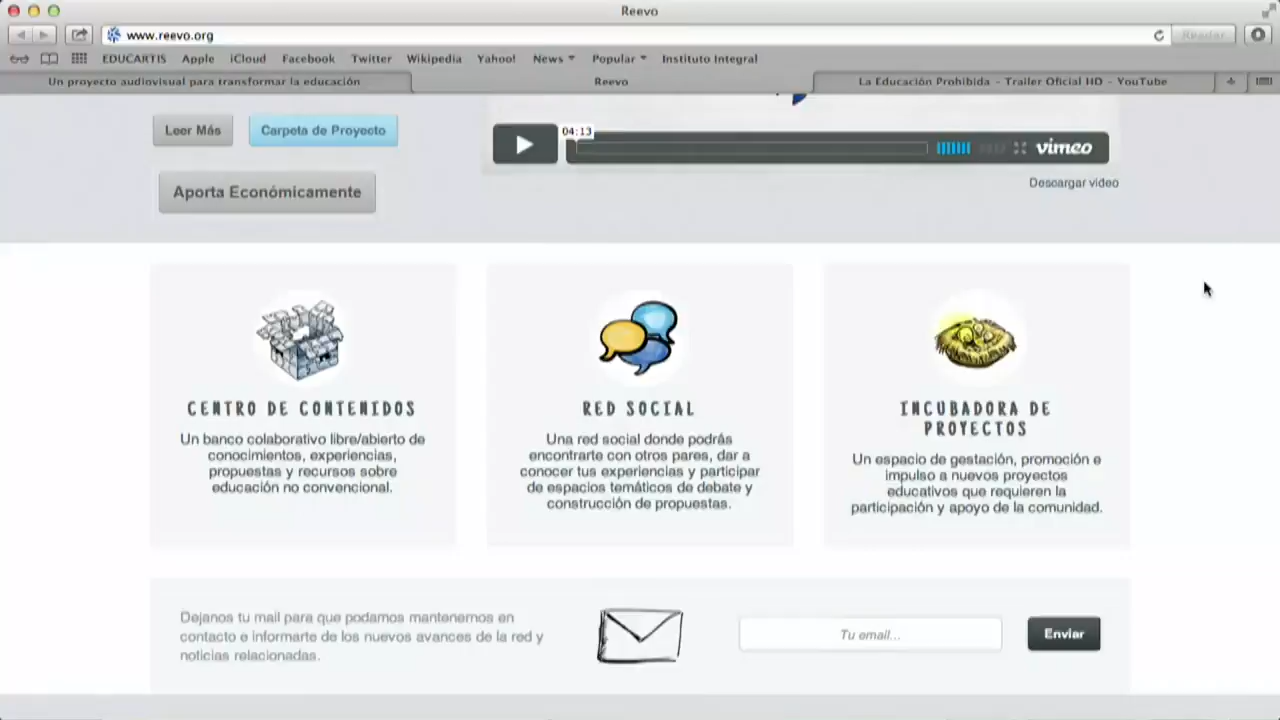 Reevo
www.reevo.org
Reader
EDUCARTIS Apple iCloud Facebook Twitter Wikipedia Yahoo! News Popular Instituto Integral
Un proyecto audiovisual para transformar la educación
Reevo
La Educación Prohibida - Trailer Oficial HD - YouTube
Leer Más
Carpeta de Proyecto
04:13
vimeo
Descargar video
Aporta Económicamente
CENTRO DE CONTENIDOS
Un banco colaborativo libre/abierto de
conocimientos, experiencias,
propuestas y recursos sobre
educación no convencional.
RED SOCIAL
Una red social donde podrás
encontrarte con otros pares, dar a
conocer tus experiencias y participar
de espacios temáticos de debate y
construcción de propuestas.
INCUBADORA DE
PROYECTOS
Un espacio de gestación, promoción e
impulso a nuevos proyectos
educativos que requieren la
participación y apoyo de la comunidad.
Dejanos tu mail para que podamos mantenernos en
contacto e informarte de los nuevos avances de la red y
noticias relacionadas.
Tu email...
Enviar